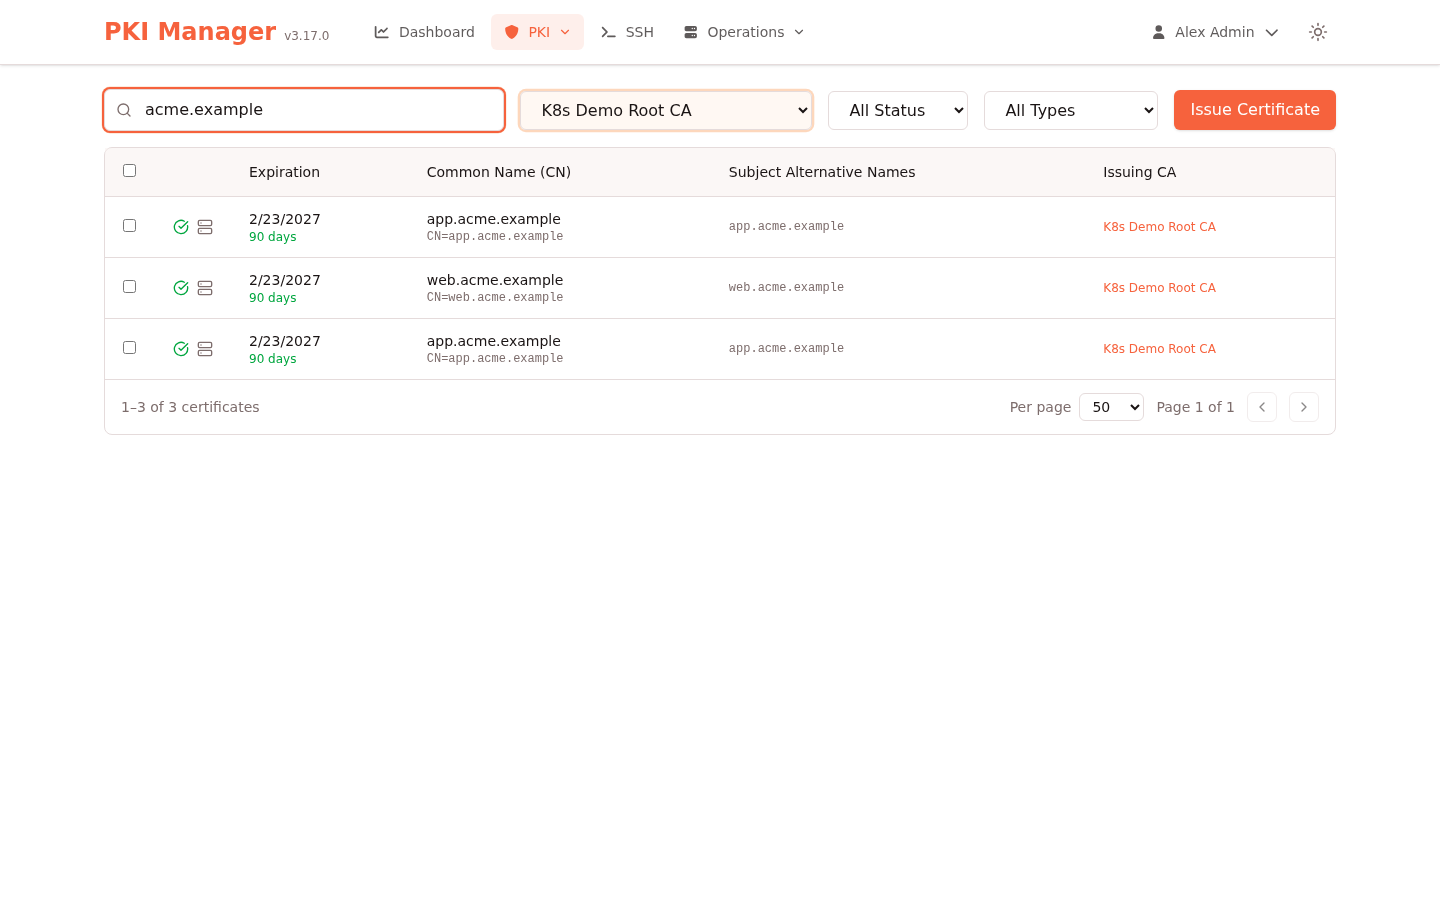 PKI Manager v3.17.0 Dashboard PKI SSH Operations Alex Admin
acme.example K8s Demo Root CA All Status All Types Issue Certificate
Expiration Common Name (CN) Subject Alternative Names Issuing CA
2/23/2027 app.acme.example app.acme.example K8s Demo Root CA
90 days CN=app.acme.example
2/23/2027 web.acme.example web.acme.example K8s Demo Root CA
90 days CN=web.acme.example
2/23/2027 app.acme.example app.acme.example K8s Demo Root CA
90 days CN=app.acme.example
1–3 of 3 certificates Per page 50 Page 1 of 1